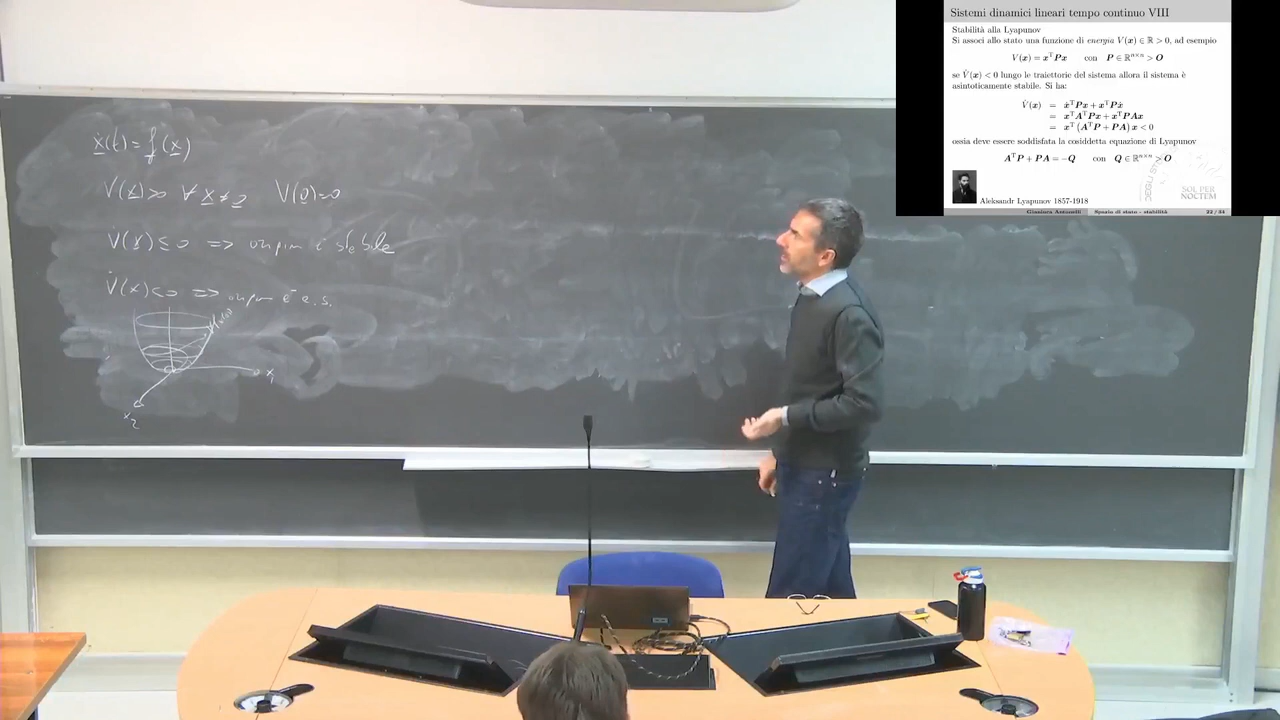 Sistemi dinamici lineari tempo continuo VIII
Stabilità alla Lyapunov
Si associ allo stato una funzione di energia V(x) ∈ ℝ > 0, ad esempio
V(x) = xᵀPx con P ∈ ℝⁿˣⁿ > O
se V̇(x) < 0 lungo le traiettorie del sistema allora il sistema è
asintoticamente stabile. Si ha:
V̇(x) = ẋᵀPx + xᵀPẋ
= xᵀAᵀPx + xᵀPAx
= xᵀ(AᵀP + PA)x < 0
ossia deve essere soddisfatta la cosiddetta equazione di Lyapunov
AᵀP + PA = −Q con Q ∈ ℝⁿˣⁿ > O
DEGLI ST
SOL PER
NOCTEM
Aleksandr Lyapunov 1857-1918
Gianluca Antonelli Spazio di stato - stabilità 22/34
ẋ(t) = f(x)
V(x)>0 ∀ x≠0 V(0)=0
V̇(x)≤0 => origine è stabile
V̇(x)<0 => origine è a.s.
V(x)
x₁
x₂